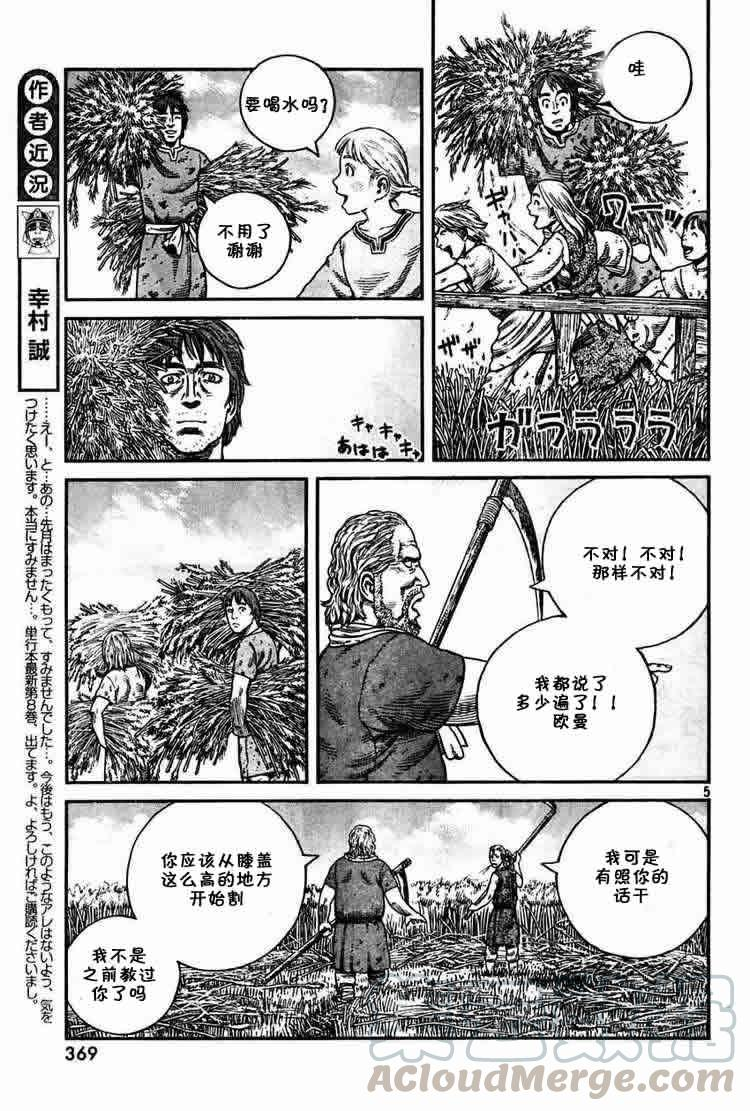 哇
ギャハハー
ワーッ
ざざざ
ガラララララ
要喝水吗?
不用了
谢谢
キャキャキャ
あはは
不对! 不对!
那样不对!
我都说了
多少遍了!!
欧曼
5
我可是
有照你的
话干
你应该从膝盖
这么高的地方
开始割
我不是
之前教过
你了吗
作者近況
幸村誠
……えー、と…あの…先月はまったくもって、すみませんでした…。今後はもう、このようなアレはないよう、気を
つけたく思います。本当にすみません…。単行本最新第8巻、出てます。よ、よろしければご購読くださいまし。
369
AcloudMerge.com